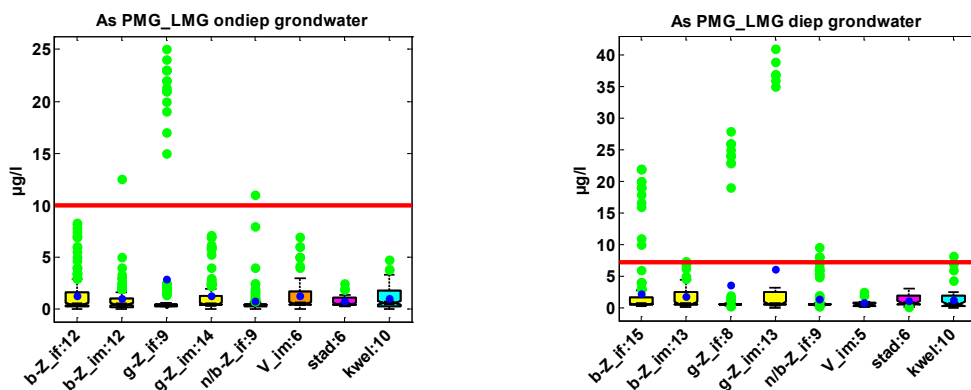 As PMG_LMG ondiep grondwater
µg/l
25
20
15
10
5
0
b-Z_if:12
b-Z_im:12
g-Z_if:9
g-Z_im:14
n/b-Z_if:9
V_im:6
stad:6
kwel:10
As PMG_LMG diep grondwater
µg/l
40
35
30
25
20
15
10
5
0
b-Z_if:15
b-Z_im:13
g-Z_if:8
g-Z_im:13
n/b-Z_if:9
V_im:5
stad:6
kwel:10